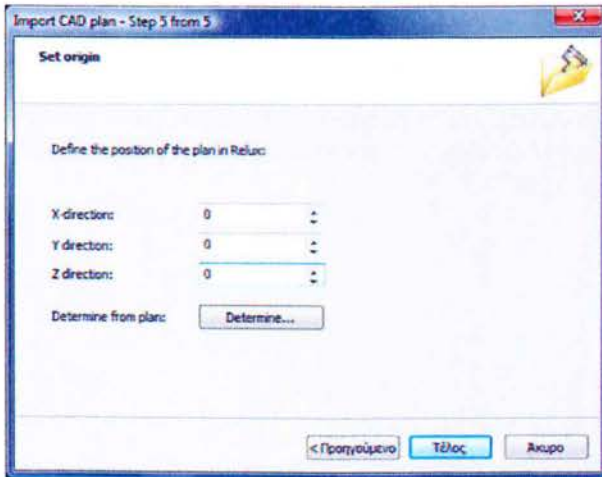 Import CAD plan - Step 5 from 5
Set origin
Define the position of the plan in Relux:
X-direction: 0
Y direction: 0
Z direction: 0
Determine from plan: Determine...
< Προηγούμενο Τέλος Άκυρο